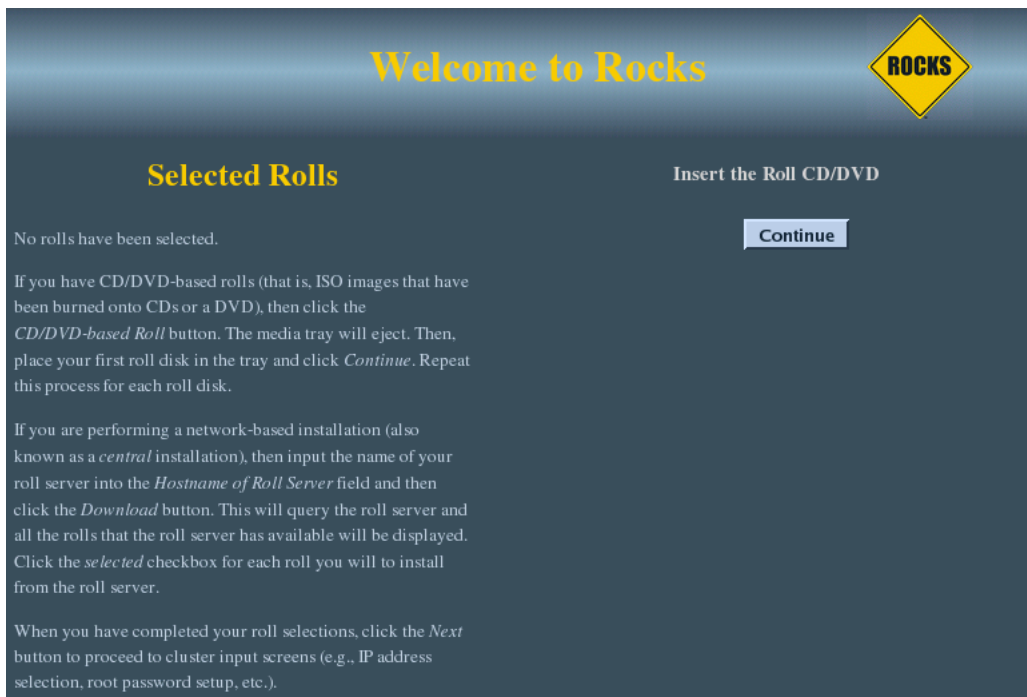 Welcome to Rocks
ROCKS
Selected Rolls
No rolls have been selected.
If you have CD/DVD-based rolls (that is, ISO images that have
been burned onto CDs or a DVD), then click the
CD/DVD-based Roll button. The media tray will eject. Then,
place your first roll disk in the tray and click Continue. Repeat
this process for each roll disk.
If you are performing a network-based installation (also
known as a central installation), then input the name of your
roll server into the Hostname of Roll Server field and then
click the Download button. This will query the roll server and
all the rolls that the roll server has available will be displayed.
Click the selected checkbox for each roll you will to install
from the roll server.
When you have completed your roll selections, click the Next
button to proceed to cluster input screens (e.g., IP address
selection, root password setup, etc.).
Insert the Roll CD/DVD
Continue